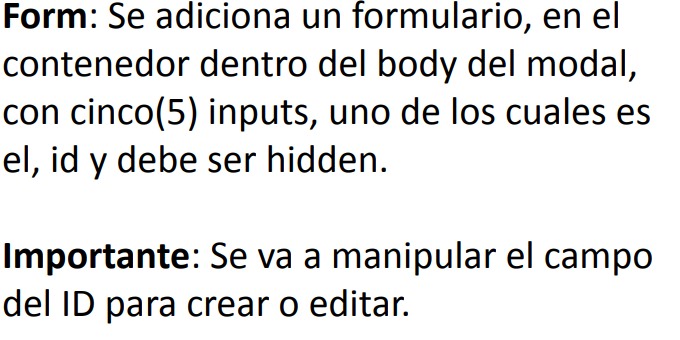 Form: Se adiciona un formulario, en el
contenedor dentro del body del modal,
con cinco(5) inputs, uno de los cuales es
el, id y debe ser hidden.
Importante: Se va a manipular el campo
del ID para crear o editar.